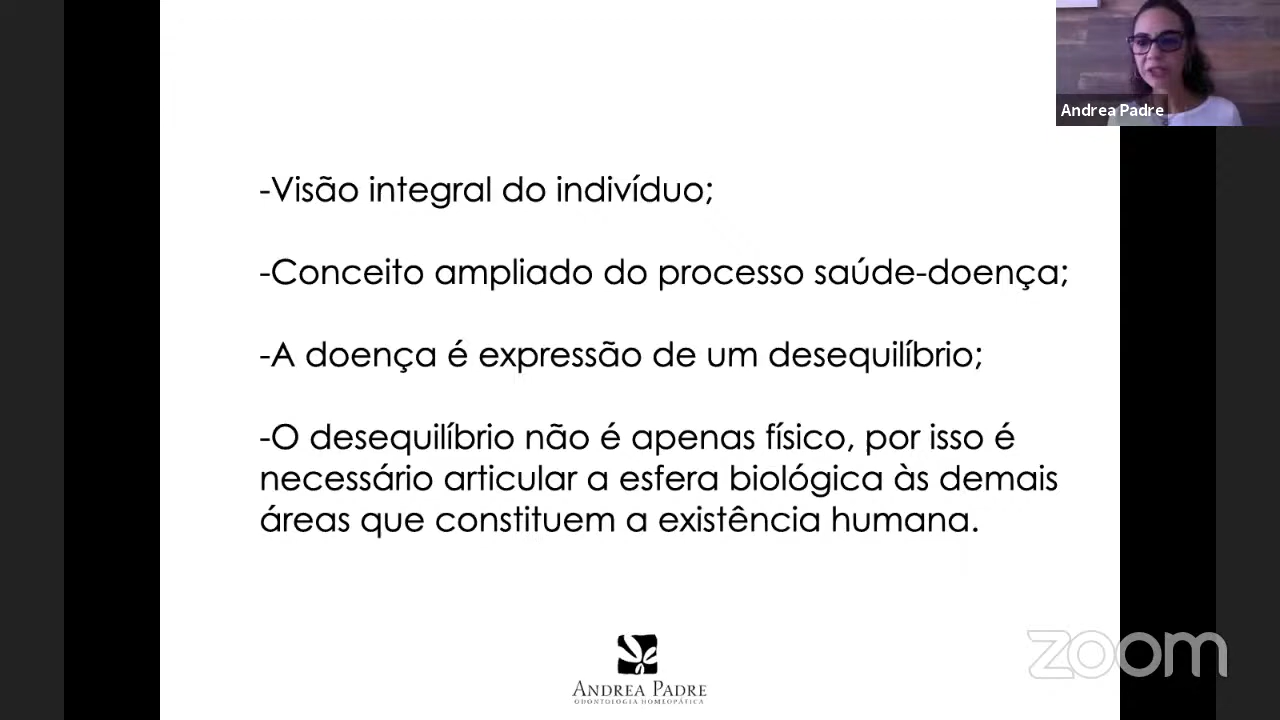 Andrea Padre
-Visão integral do indivíduo;
-Conceito ampliado do processo saúde-doença;
-A doença é expressão de um desequilíbrio;
-O desequilíbrio não é apenas físico, por isso é
necessário articular a esfera biológica às demais
áreas que constituem a existência humana.
zoom
ANDREA PADRE
ODONTOLOGIA HOMEOPÁTICA